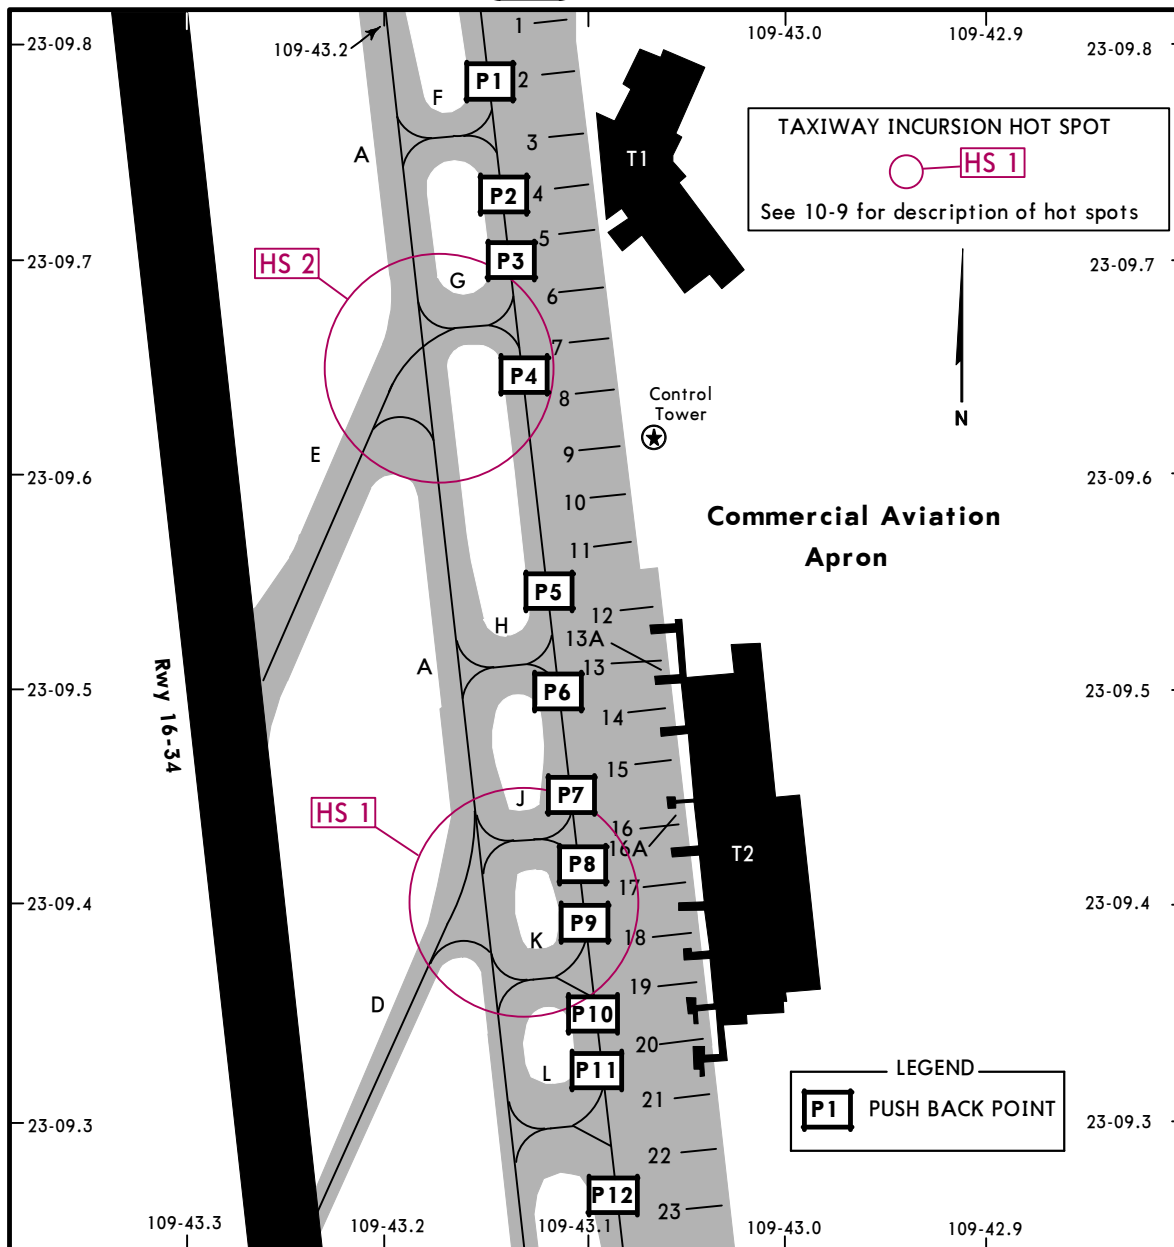 1
23-09.8
109-43.2
109-43.0
109-42.9
23-09.8
P1
2
F
TAXIWAY INCURSION HOT SPOT
HS 1
See 10-9 for description of hot spots
A
3
T1
P2
4
5
HS 2
P3
23-09.7
23-09.7
G
6
7
P4
8
Control
Tower
N
E
9
23-09.6
23-09.6
10
Commercial Aviation
Apron
11
P5
12
H
13A
A
13
Rwy 16-34
23-09.5
P6
23-09.5
14
15
J
P7
HS 1
16
16A
T2
P8
17
23-09.4
P9
23-09.4
K
18
19
D
P10
20
L
P11
LEGEND
P1
PUSH BACK POINT
21
23-09.3
23-09.3
22
P12
23
109-43.3
109-43.2
109-43.1
109-43.0
109-42.9